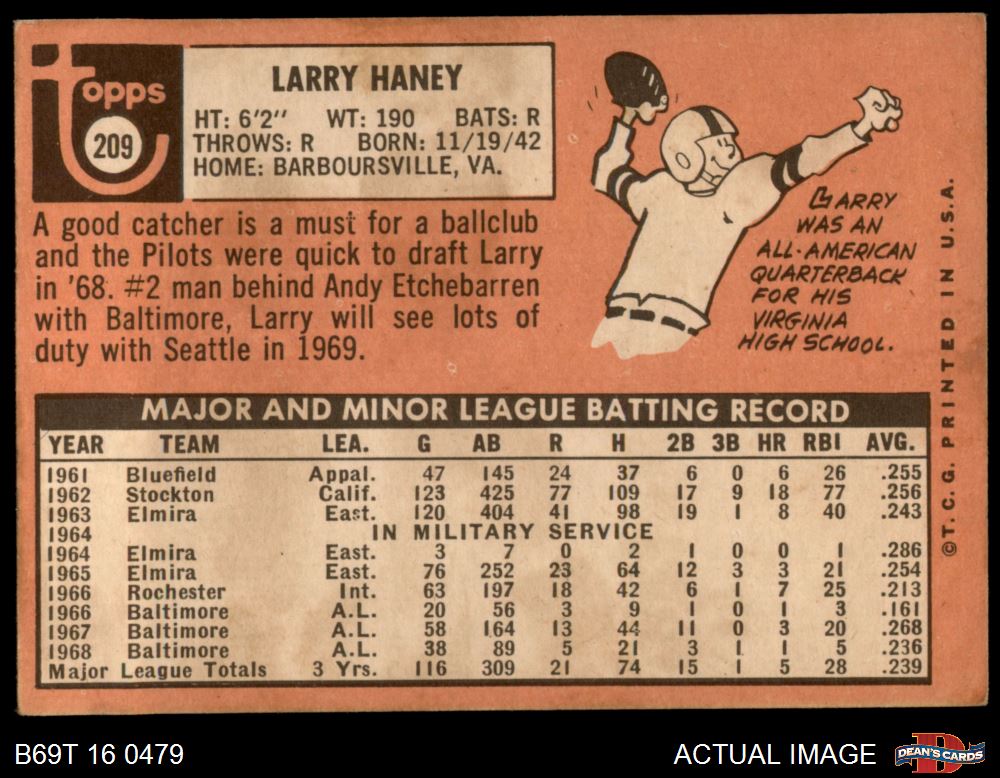 Topps
209
LARRY HANEY
HT: 6'2" WT: 190 BATS: R
THROWS: R BORN: 11/19/42
HOME: BARBOURSVILLE, VA.
A good catcher is a must for a ballclub
and the Pilots were quick to draft Larry
in '68. #2 man behind Andy Etchebarren
with Baltimore, Larry will see lots of
duty with Seattle in 1969.
LARRY
WAS AN
ALL-AMERICAN
QUARTERBACK
FOR HIS
VIRGINIA
HIGH SCHOOL.
©T. C. G. PRINTED IN U.S.A.
MAJOR AND MINOR LEAGUE BATTING RECORD
YEAR TEAM LEA. G AB R H 2B 3B HR RBI AVG.
1961 Bluefield Appal. 47 145 24 37 6 0 6 26 .255
1962 Stockton Calif. 123 425 77 109 17 9 18 77 .256
1963 Elmira East. 120 404 41 98 19 1 8 40 .243
1964 IN MILITARY SERVICE
1964 Elmira East. 3 7 0 2 1 0 0 1 .286
1965 Elmira East. 76 252 23 64 12 3 3 21 .254
1966 Rochester Int. 63 197 18 42 6 1 7 25 .213
1966 Baltimore A.L. 20 56 3 9 1 0 1 3 .161
1967 Baltimore A.L. 58 164 13 44 11 0 3 20 .268
1968 Baltimore A.L. 38 89 5 21 3 1 1 5 .236
Major League Totals 3 Yrs. 116 309 21 74 15 1 5 28 .239
B69T 16 0479
ACTUAL IMAGE
D
DEAN'S CARDS